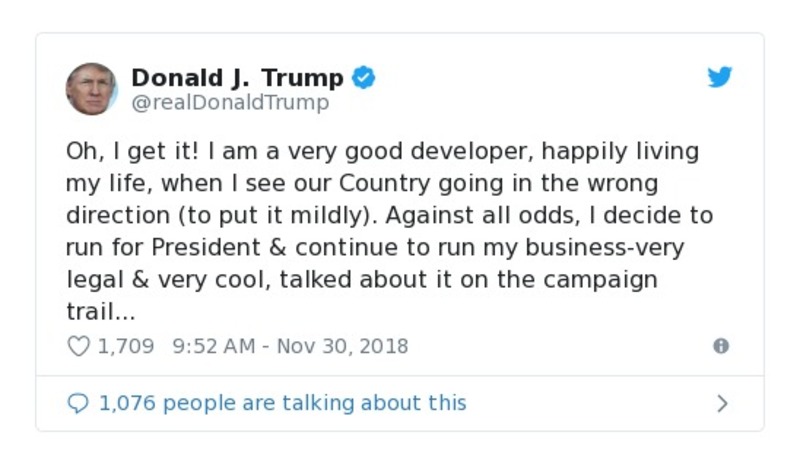 Donald J. Trump
@realDonaldTrump
Oh, I get it! I am a very good developer, happily living
my life, when I see our Country going in the wrong
direction (to put it mildly). Against all odds, I decide to
run for President & continue to run my business-very
legal & very cool, talked about it on the campaign
trail...
1,709 9:52 AM - Nov 30, 2018
1,076 people are talking about this